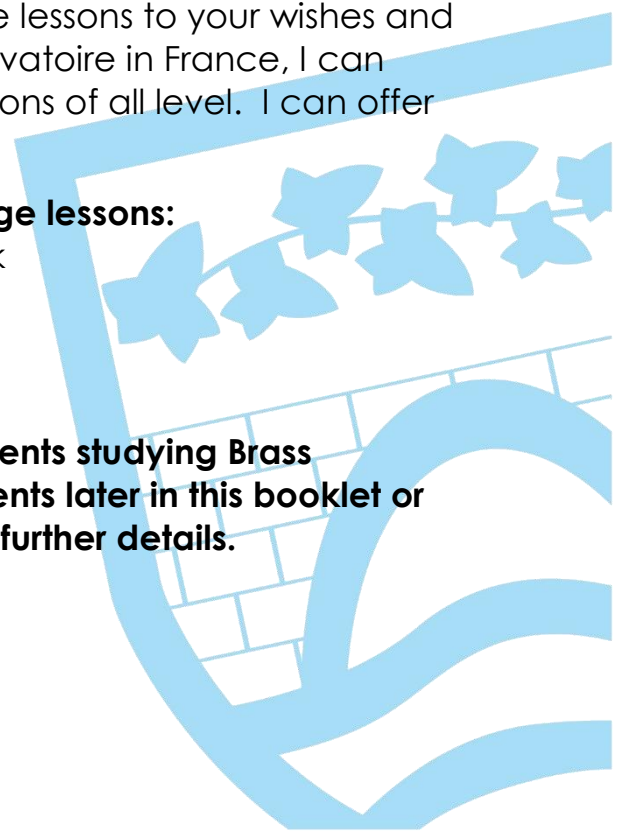 e lessons to your wishes and
vatoire in France, I can
ons of all level.  I can offer
ge lessons:
k
ents studying Brass
ents later in this booklet or
further details.